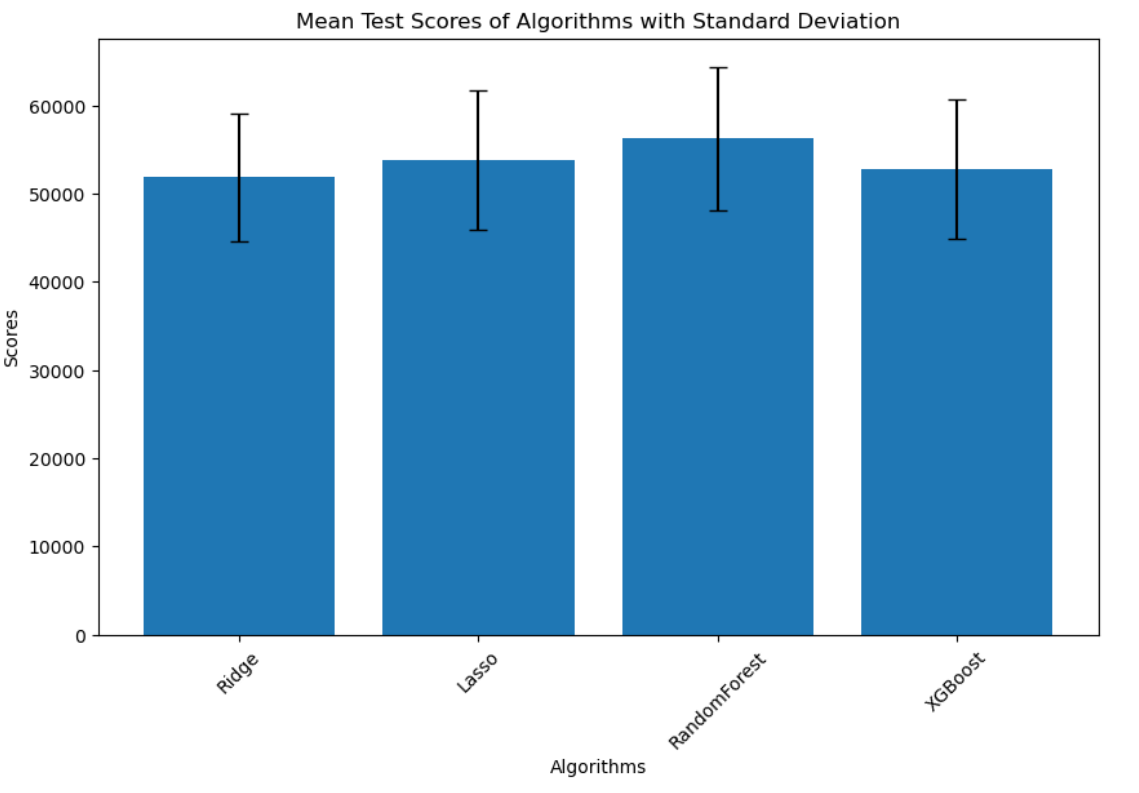 Mean Test Scores of Algorithms with Standard Deviation
Scores
60000
50000
40000
30000
20000
10000
0
Ridge
Lasso
RandomForest
XGBoost
Algorithms